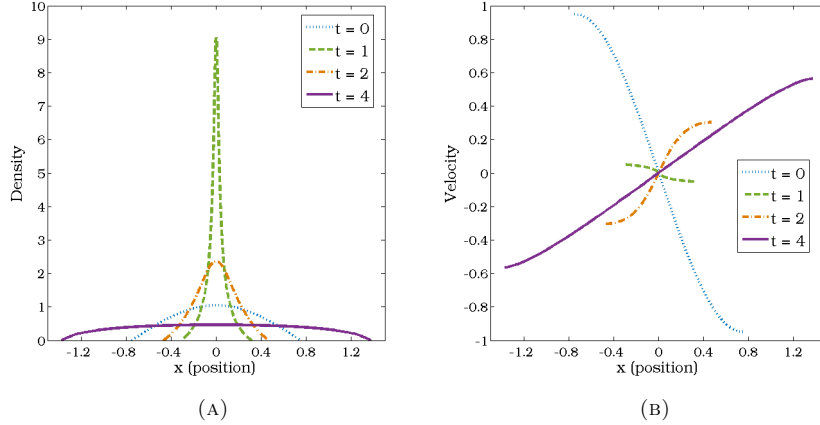 10
9
8
7
6
5
4
3
2
1
0
Density
-1.2 -0.8 -0.4 0 0.4 0.8 1.2
x (position)
t = 0
t = 1
t = 2
t = 4
(A)
1
0.8
0.6
0.4
0.2
0
-0.2
-0.4
-0.6
-0.8
-1
Velocity
-1.2 -0.8 -0.4 0 0.4 0.8 1.2
x (position)
t = 0
t = 1
t = 2
t = 4
(B)